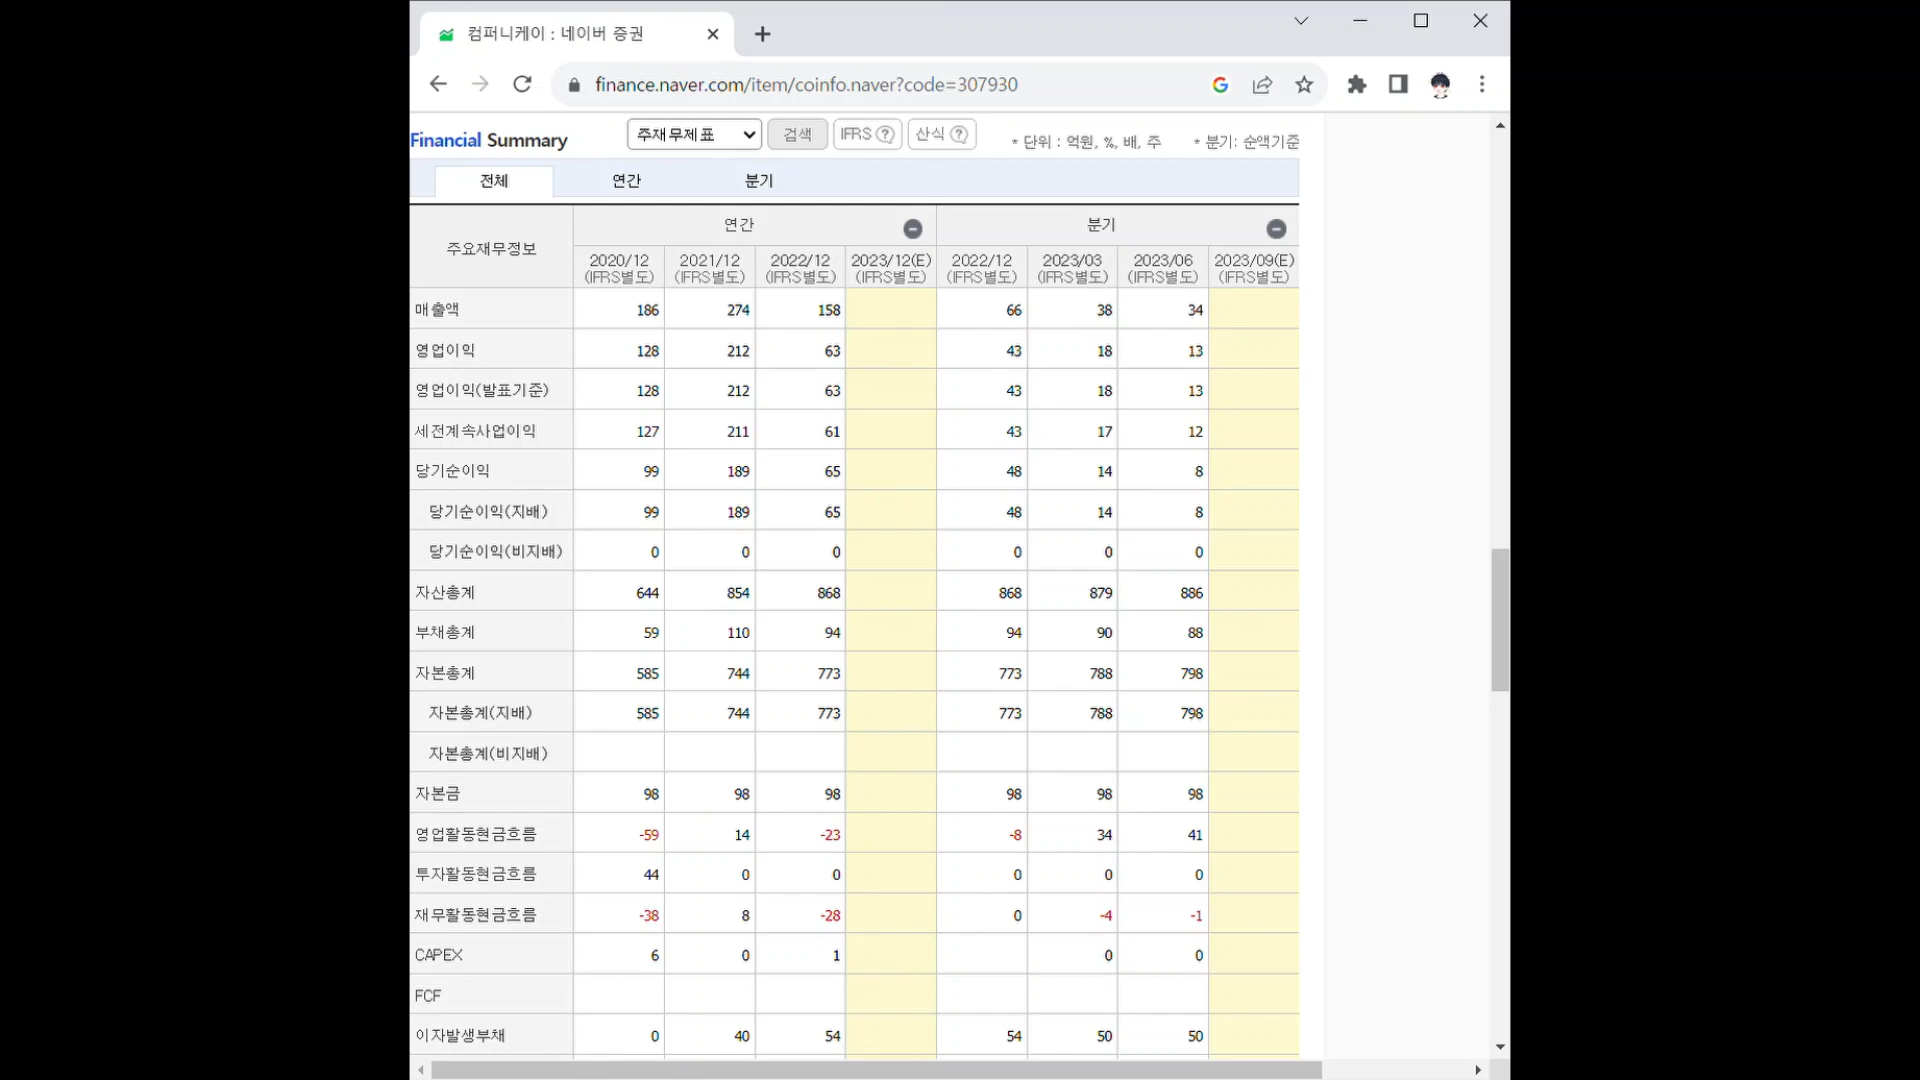 컴퍼니케이 : 네이버 증권
finance.naver.com/item/coinfo.naver?code=307930
Financial Summary 주재무제표 검색 IFRS ? 산식 ? * 단위 : 억원, %, 배, 주 * 분기: 순액기준
전체 연간 분기
주요재무정보 연간 분기
2020/12 2021/12 2022/12 2023/12(E) 2022/12 2023/03 2023/06 2023/09(E)
(IFRS별도) (IFRS별도) (IFRS별도) (IFRS별도) (IFRS별도) (IFRS별도) (IFRS별도) (IFRS별도)
매출액 186 274 158 66 38 34
영업이익 128 212 63 43 18 13
영업이익(발표기준) 128 212 63 43 18 13
세전계속사업이익 127 211 61 43 17 12
당기순이익 99 189 65 48 14 8
당기순이익(지배) 99 189 65 48 14 8
당기순이익(비지배) 0 0 0 0 0 0
자산총계 644 854 868 868 879 886
부채총계 59 110 94 94 90 88
자본총계 585 744 773 773 788 798
자본총계(지배) 585 744 773 773 788 798
자본총계(비지배)
자본금 98 98 98 98 98 98
영업활동현금흐름 -59 14 -23 -8 34 41
투자활동현금흐름 44 0 0 0 0 0
재무활동현금흐름 -38 8 -28 0 -4 -1
CAPEX 6 0 1 0 0
FCF
이자발생부채 0 40 54 54 50 50